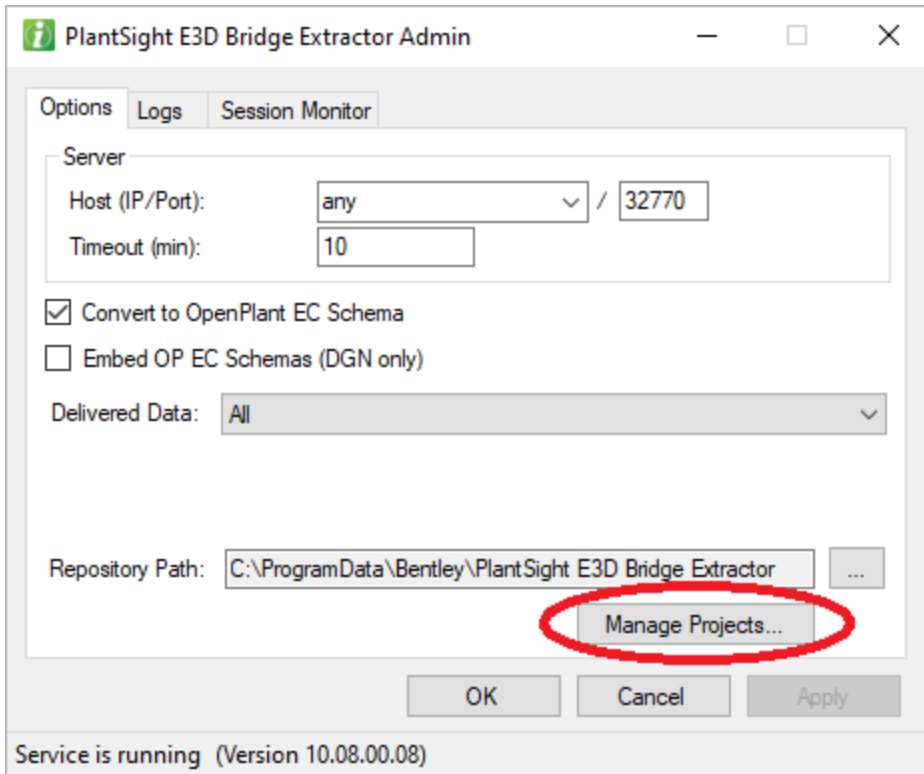 PlantSight E3D Bridge Extractor Admin
Options Logs Session Monitor
Server
Host (IP/Port): any / 32770
Timeout (min): 10
Convert to OpenPlant EC Schema
Embed OP EC Schemas (DGN only)
Delivered Data: All
Repository Path: C:\ProgramData\Bentley\PlantSight E3D Bridge Extractor ...
Manage Projects...
OK Cancel Apply
Service is running (Version 10.08.00.08)